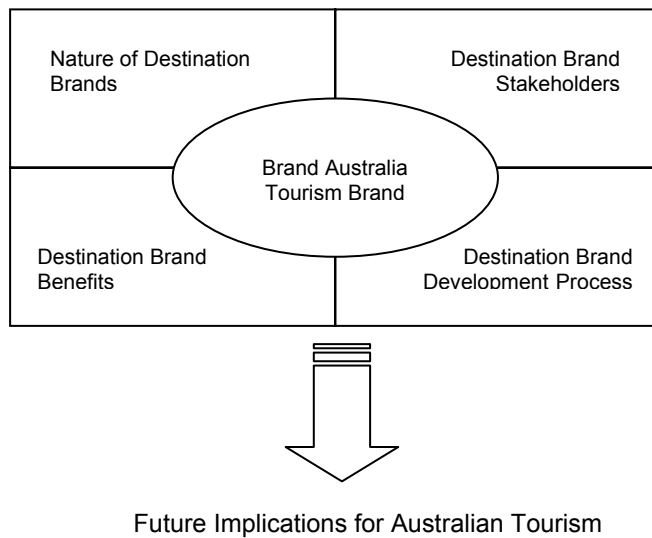 Nature of Destination
Brands
Destination Brand
Stakeholders
Brand Australia
Tourism Brand
Destination Brand
Benefits
Destination Brand
Development Process
Future Implications for Australian Tourism